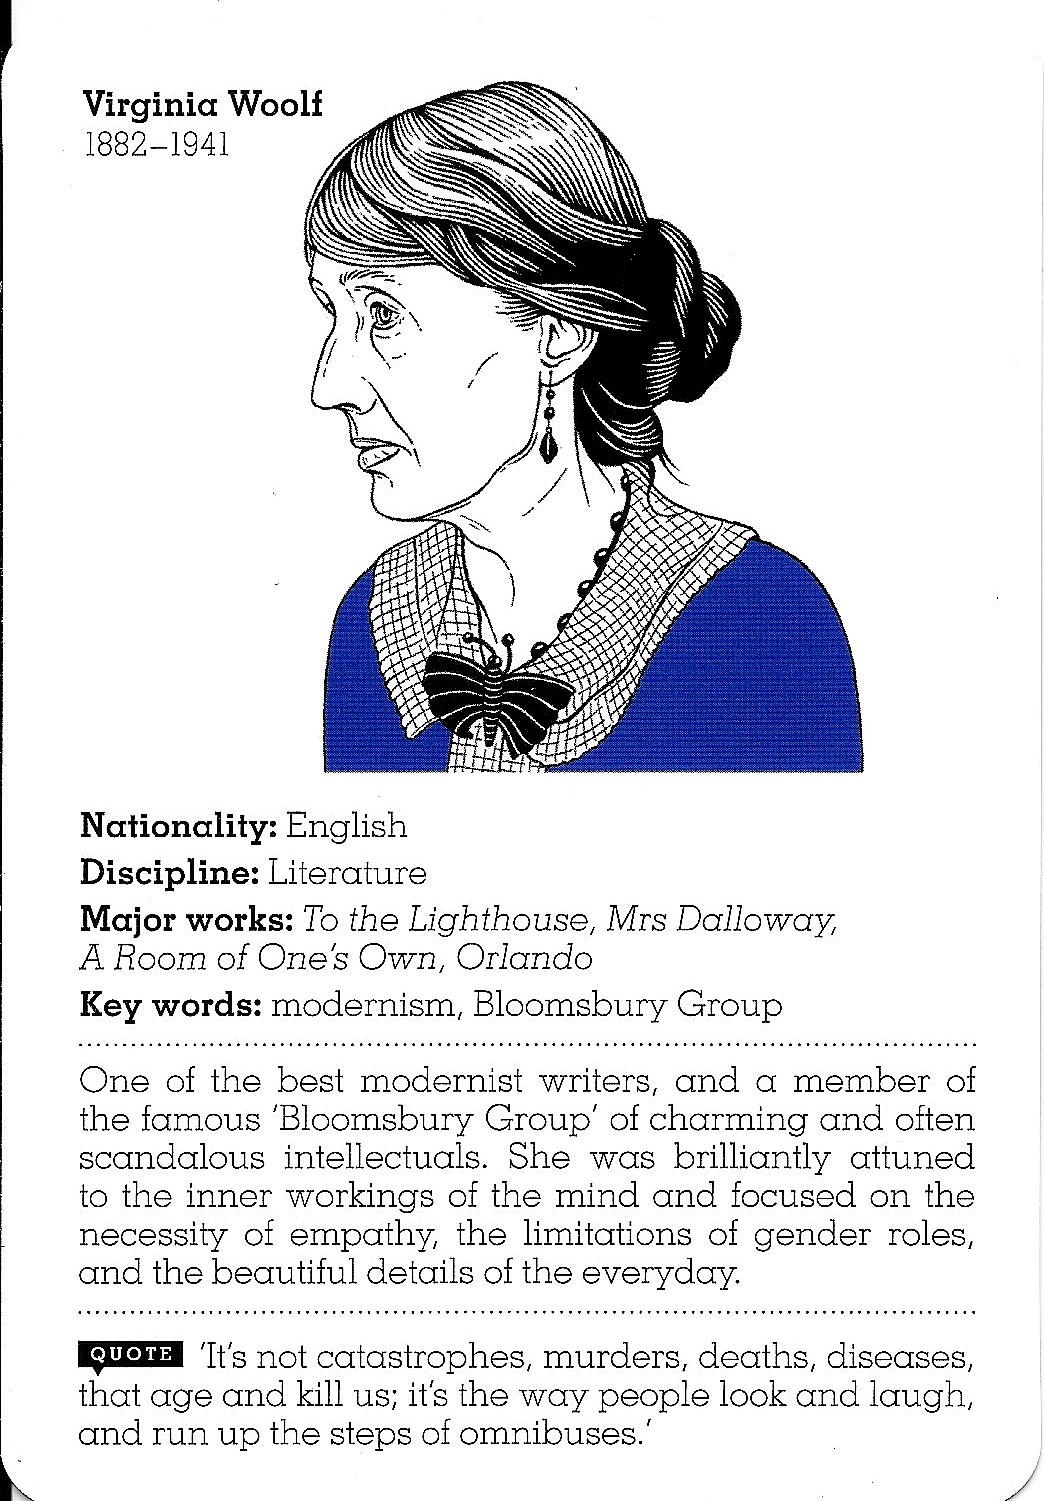 Virginia Woolf
1882–1941
Nationality: English
Discipline: Literature
Major works: To the Lighthouse, Mrs Dalloway,
A Room of One's Own, Orlando
Key words: modernism, Bloomsbury Group
One of the best modernist writers, and a member of
the famous 'Bloomsbury Group' of charming and often
scandalous intellectuals. She was brilliantly attuned
to the inner workings of the mind and focused on the
necessity of empathy, the limitations of gender roles,
and the beautiful details of the everyday.
QUOTE 'It's not catastrophes, murders, deaths, diseases,
that age and kill us; it's the way people look and laugh,
and run up the steps of omnibuses.'